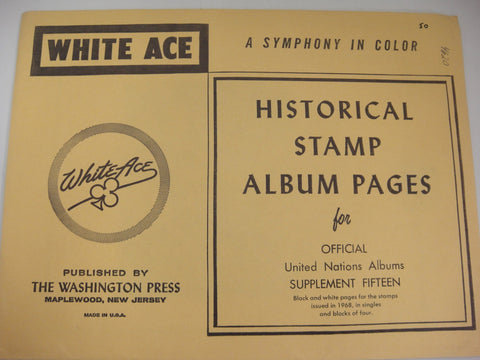 WHITE ACE
A SYMPHONY IN COLOR
50
White Ace
PUBLISHED BY
THE WASHINGTON PRESS
MAPLEWOOD, NEW JERSEY
MADE IN U.S.A.
HISTORICAL
STAMP
ALBUM PAGES
for
OFFICIAL
United Nations Albums
SUPPLEMENT FIFTEEN
Black and white pages for the stamps
issued in 1968, in singles
and blocks of four.